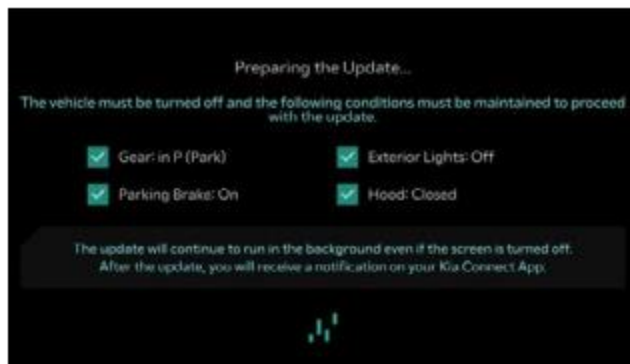 Preparing the Update...
The vehicle must be turned off and the following conditions must be maintained to proceed
with the update.
Gear: in P (Park)
Exterior Lights: Off
Parking Brake: On
Hood: Closed
The update will continue to run in the background even if the screen is turned off.
After the update, you will receive a notification on your Kia Connect App.